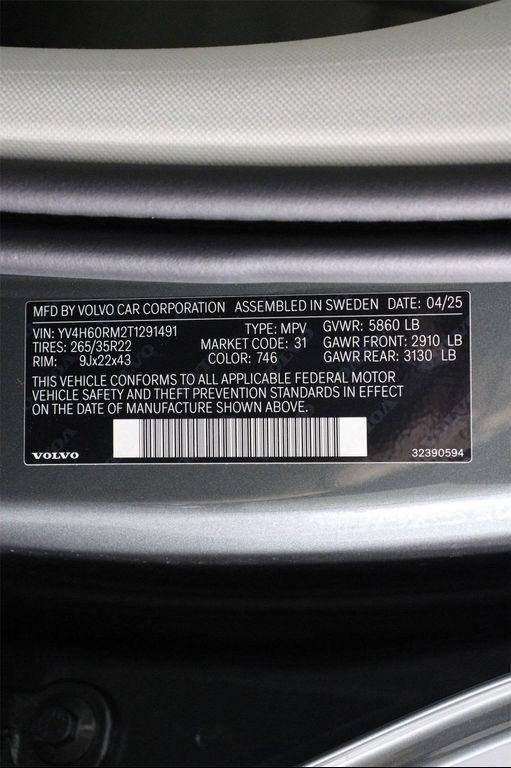 MFD BY VOLVO CAR CORPORATION ASSEMBLED IN SWEDEN DATE: 04/25
VIN: YV4H60RM2T1291491 TYPE: MPV GVWR: 5860 LB
TIRES: 265/35R22 MARKET CODE: 31 GAWR FRONT: 2910 LB
RIM: 9Jx22x43 COLOR: 746 GAWR REAR: 3130 LB
THIS VEHICLE CONFORMS TO ALL APPLICABLE FEDERAL MOTOR
VEHICLE SAFETY AND THEFT PREVENTION STANDARDS IN EFFECT
ON THE DATE OF MANUFACTURE SHOWN ABOVE.
VOLVO 32390594